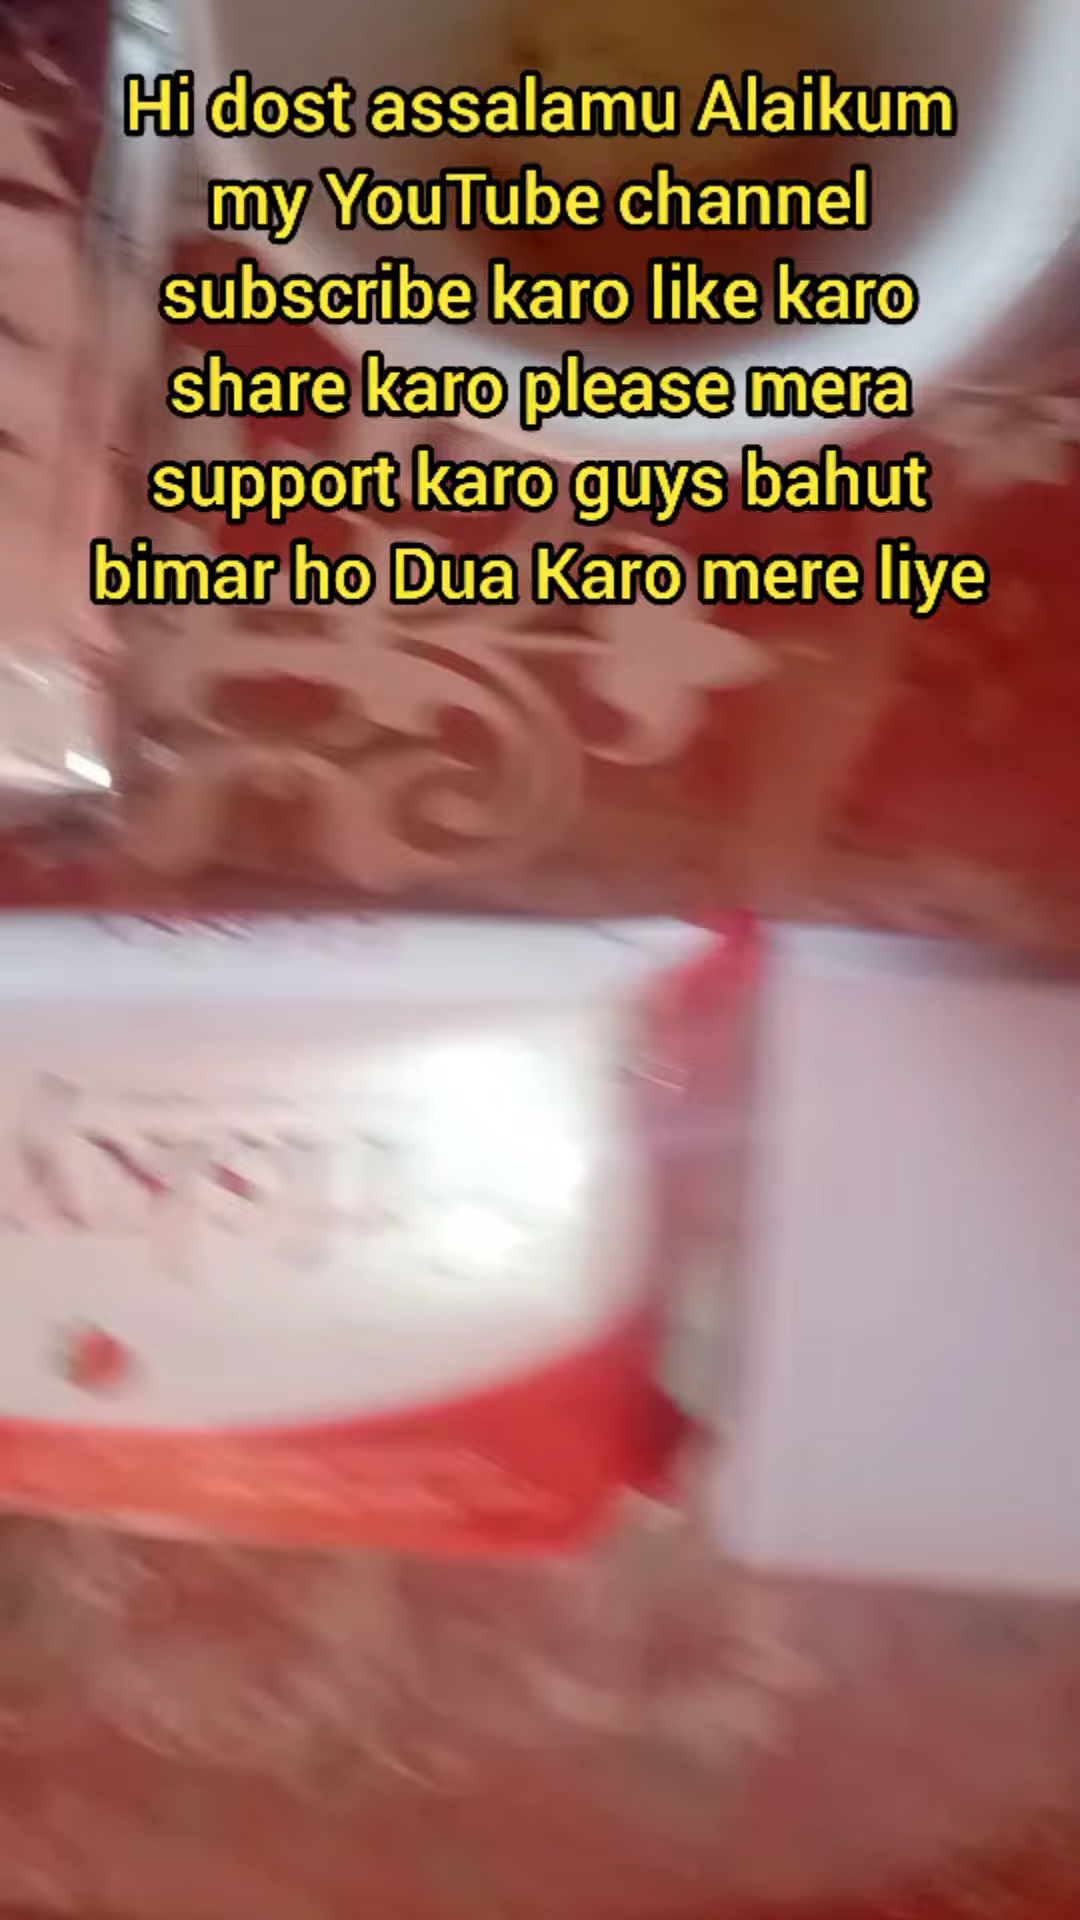 Hi dost assalamu Alaikum
my YouTube channel
subscribe karo like karo
share karo please mera
support karo guys bahut
bimar ho Dua Karo mere liye